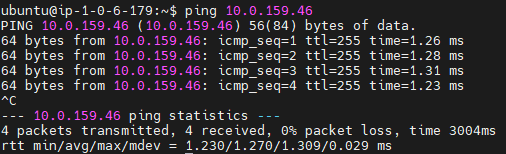 ubuntu@ip-1-0-6-179:~$ ping 10.0.159.46
PING 10.0.159.46 (10.0.159.46) 56(84) bytes of data.
64 bytes from 10.0.159.46: icmp_seq=1 ttl=255 time=1.26 ms
64 bytes from 10.0.159.46: icmp_seq=2 ttl=255 time=1.28 ms
64 bytes from 10.0.159.46: icmp_seq=3 ttl=255 time=1.31 ms
64 bytes from 10.0.159.46: icmp_seq=4 ttl=255 time=1.23 ms
^C
--- 10.0.159.46 ping statistics ---
4 packets transmitted, 4 received, 0% packet loss, time 3004ms
rtt min/avg/max/mdev = 1.230/1.270/1.309/0.029 ms